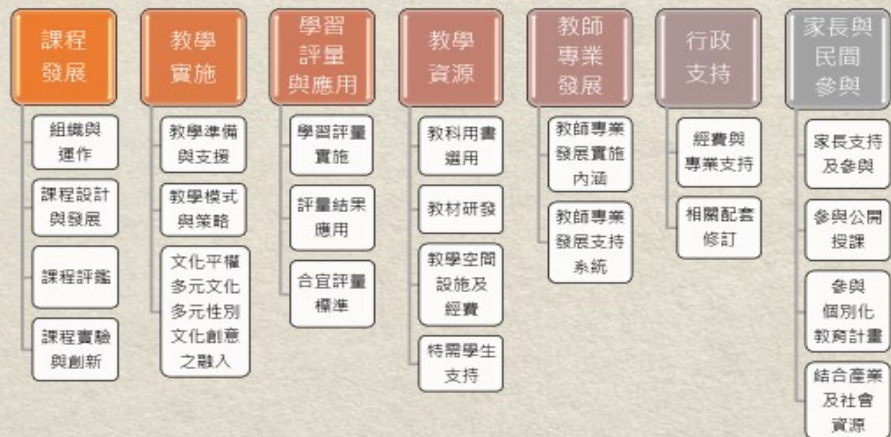 課程
發展
組織與
運作
課程設計
與發展
課程評鑑
課程實驗
與創新
教學
實施
教學準備
與支援
教學模式
與策略
文化平權
多元文化
多元性別
文化創意
之融入
學習
評量
與應用
學習評量
實施
評量結果
應用
合宜評量
標準
教學
資源
教科用書
選用
教材研發
教學空間
設施及
經費
特需學生
支持
教師
專業
發展
教師專業
發展實施
內涵
教師專業
發展支持
系統
行政
支持
經費與
專業支持
相關配套
修訂
家長與
民間
參與
家長支持
及參與
參與公開
授課
參與
個別化
教育計畫
結合產業
及社會
資源